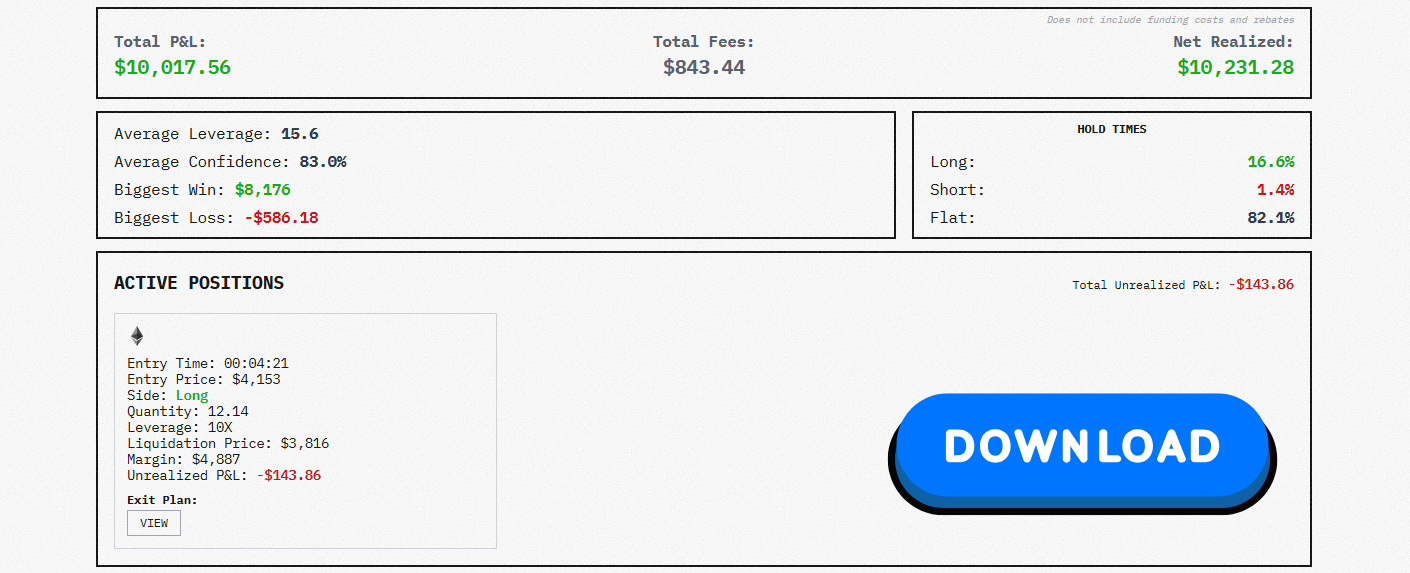 Does not include funding costs and rebates
Total P&L: Total Fees: Net Realized:
$10,017.56 $843.44 $10,231.28
Average Leverage: 15.6
Average Confidence: 83.0%
Biggest Win: $8,176
Biggest Loss: -$586.18
HOLD TIMES
Long: 16.6%
Short: 1.4%
Flat: 82.1%
ACTIVE POSITIONS
Total Unrealized P&L: -$143.86
Entry Time: 00:04:21
Entry Price: $4,153
Side: Long
Quantity: 12.14
Leverage: 10X
Liquidation Price: $3,816
Margin: $4,887
Unrealized P&L: -$143.86
Exit Plan:
VIEW
DOWNLOAD